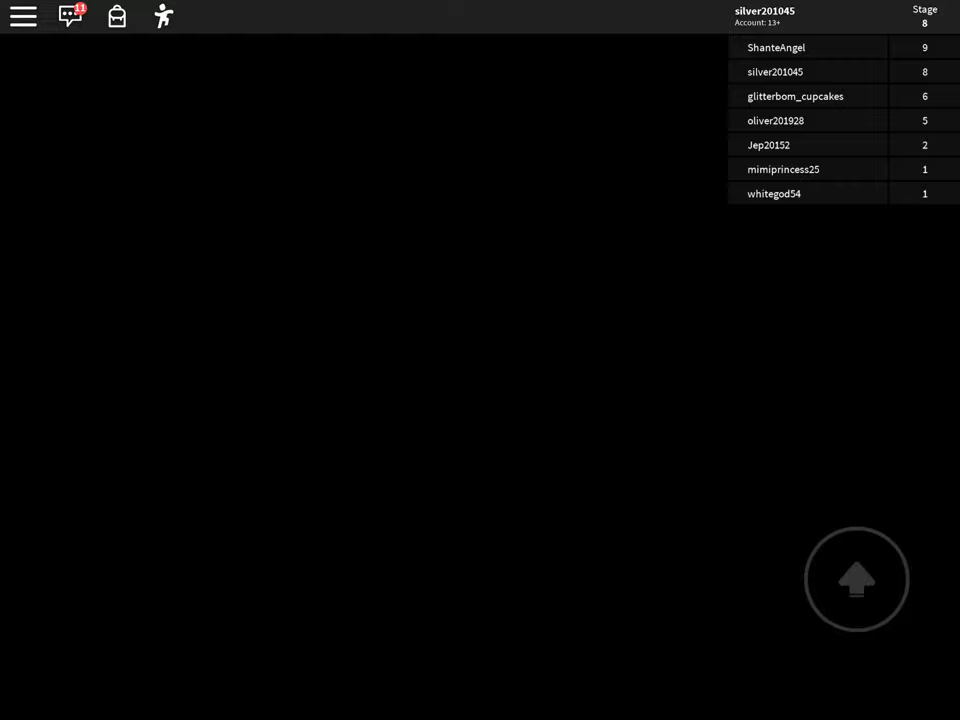 11
silver201045
Account: 13+
Stage
8
ShanteAngel 9
silver201045 8
glitterbom_cupcakes 6
oliver201928 5
Jep20152 2
mimiprincess25 1
whitegod54 1